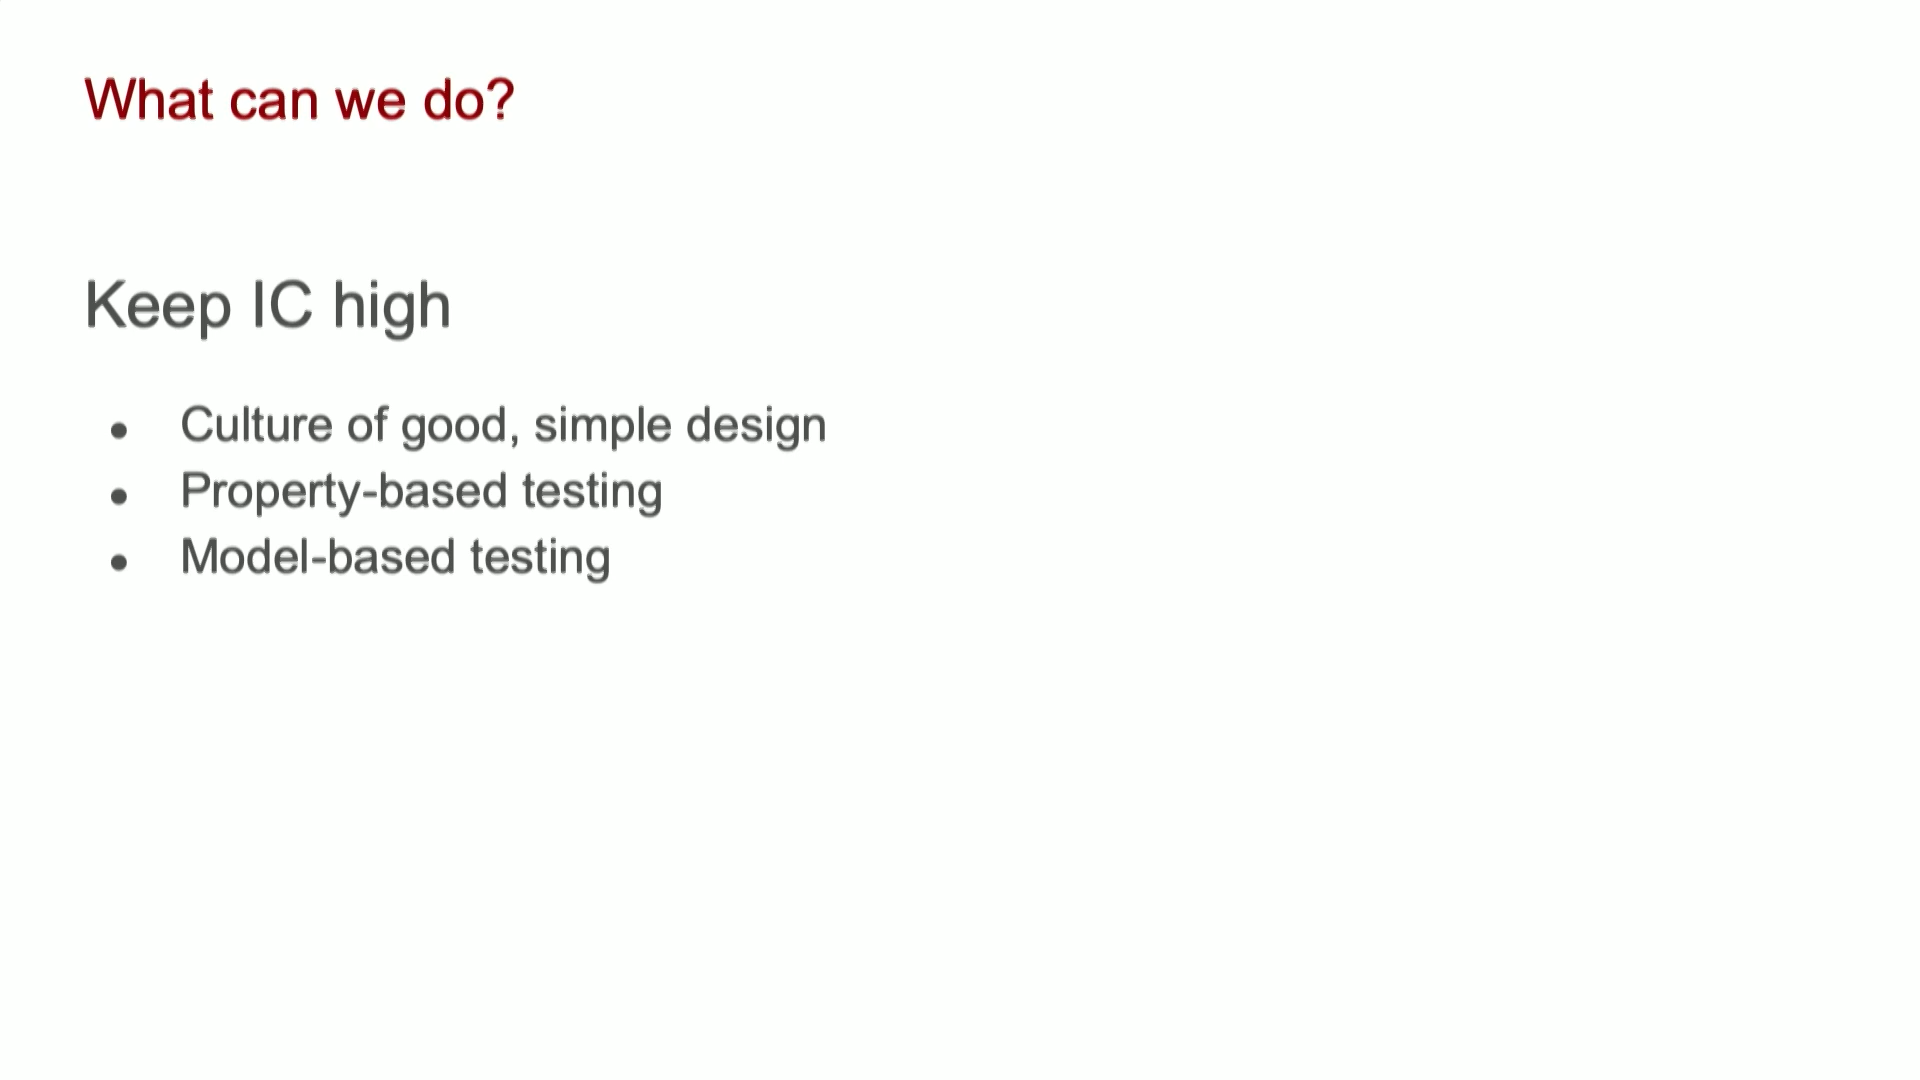 What can we do?
Keep IC high
● Culture of good, simple design
● Property-based testing
● Model-based testing